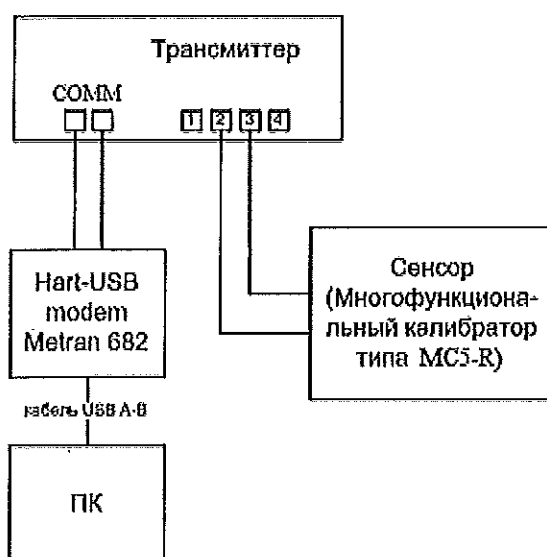 Трансмиттер
COMM
1 2 3 4
Hart-USB
modem
Metran 682
Сенсор
(Многофункциона-
льный калибратор
типа MC5-R)
кабель USB A-B
ПК